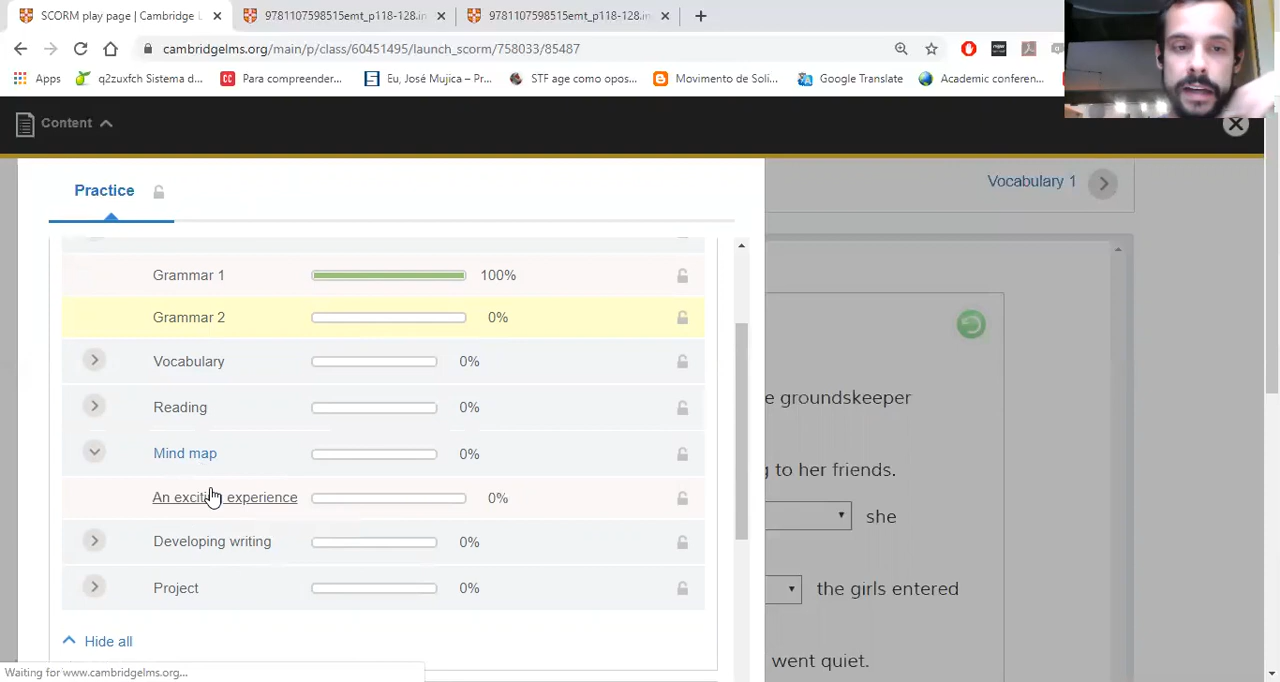 SCORM play page | Cambridge L
9781107598515emt_p118-128.in
9781107598515emt_p118-128.in
cambridgelms.org/main/p/class/60451495/launch_scorm/758033/85487
Apps
q2zuxfch Sistema d...
Para compreender...
Eu, José Mujica – Pr...
STF age como opos...
Movimento de Soli...
Google Translate
Academic conferen...
Content
Practice
Vocabulary 1
Grammar 1 100%
Grammar 2 0%
Vocabulary 0%
Reading 0%
Mind map 0%
An exciting experience 0%
Developing writing 0%
Project 0%
Hide all
e groundskeeper
g to her friends.
she
the girls entered
went quiet.
Waiting for www.cambridgelms.org...